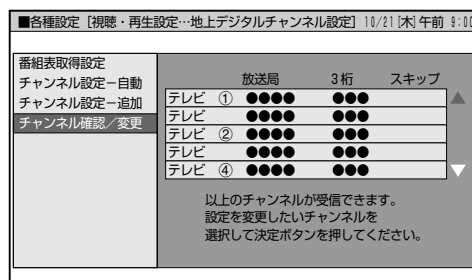 ■各種設定［視聴・再生設定…地上デジタルチャンネル設定］ 10/21[木]午前 9:00
番組表取得設定
チャンネル設定－自動
チャンネル設定－追加
チャンネル確認／変更
放送局 3桁 スキップ
テレビ ① ●●●● ●●●
テレビ ●●●● ●●●
テレビ ② ●●●● ●●●
テレビ ●●●● ●●●
テレビ ④ ●●●● ●●●
以上のチャンネルが受信できます。
設定を変更したいチャンネルを
選択して決定ボタンを押してください。